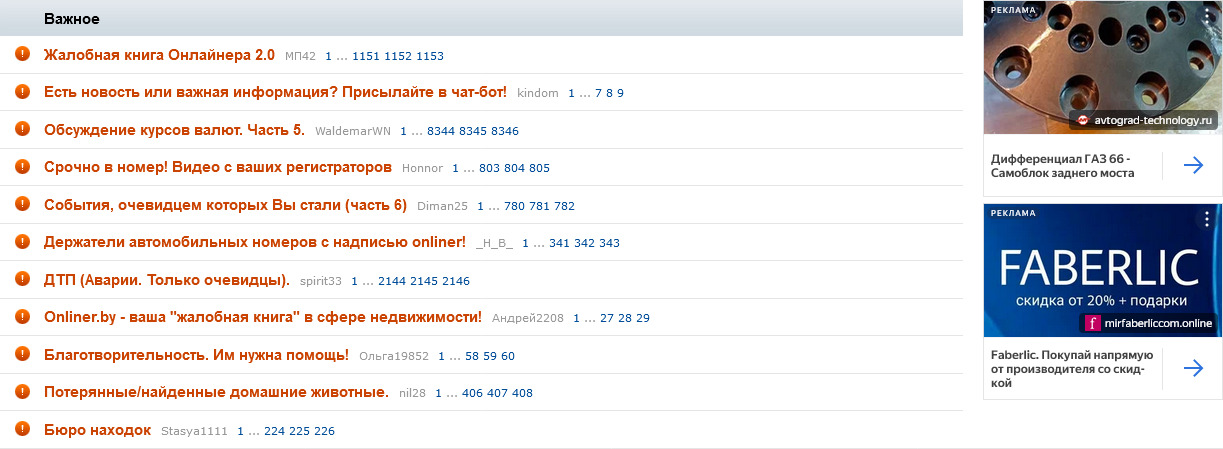 Важное
Жалобная книга Онлайнера 2.0 МП42 1 ... 1151 1152 1153
Есть новость или важная информация? Присылайте в чат-бот! kindom 1 ... 7 8 9
Обсуждение курсов валют. Часть 5. WaldemarWN 1 ... 8344 8345 8346
Срочно в номер! Видео с ваших регистраторов Honnor 1 ... 803 804 805
События, очевидцем которых Вы стали (часть 6) Diman25 1 ... 780 781 782
Держатели автомобильных номеров с надписью onliner! _H_B_ 1 ... 341 342 343
ДТП (Аварии. Только очевидцы). spirit33 1 ... 2144 2145 2146
Onliner.by - ваша "жалобная книга" в сфере недвижимости! Андрей2208 1 ... 27 28 29
Благотворительность. Им нужна помощь! Ольга19852 1 ... 58 59 60
Потерянные/найденные домашние животные. nil28 1 ... 406 407 408
Бюро находок Stasya1111 1 ... 224 225 226
РЕКЛАМА
avtograd-technology.ru
Дифференциал ГАЗ 66 -
Самоблок заднего моста
РЕКЛАМА
FABERLIC
скидка от 20% + подарки
f mirfaberliccom.online
Faberlic. Покупай напрямую
от производителя со скид-
кой